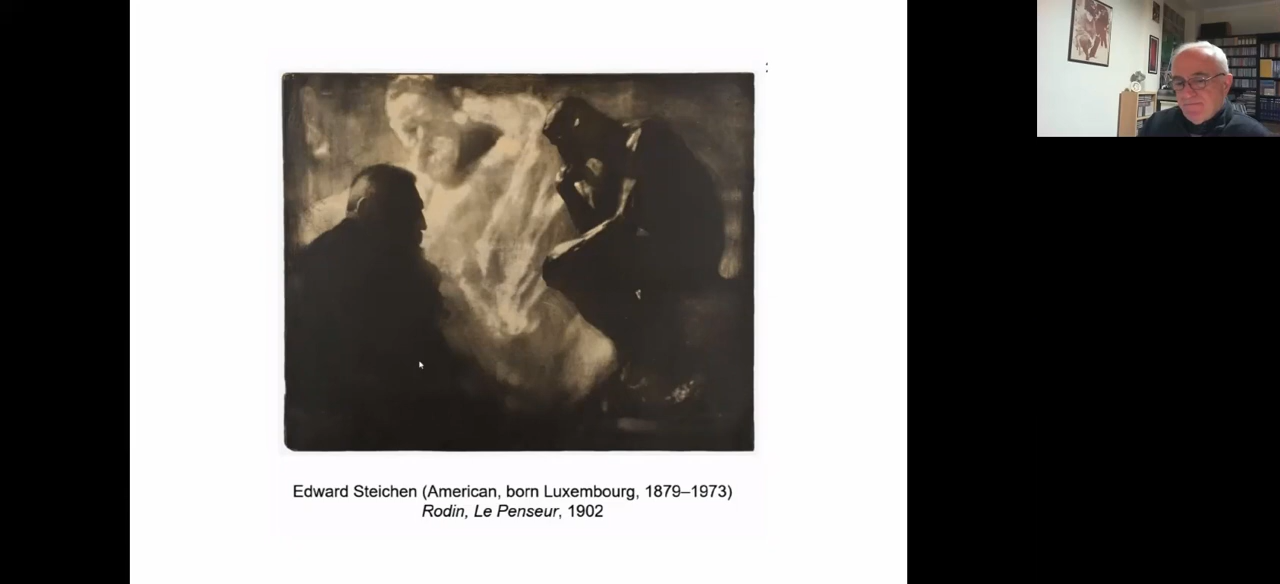 Edward Steichen (American, born Luxembourg, 1879–1973)
Rodin, Le Penseur, 1902